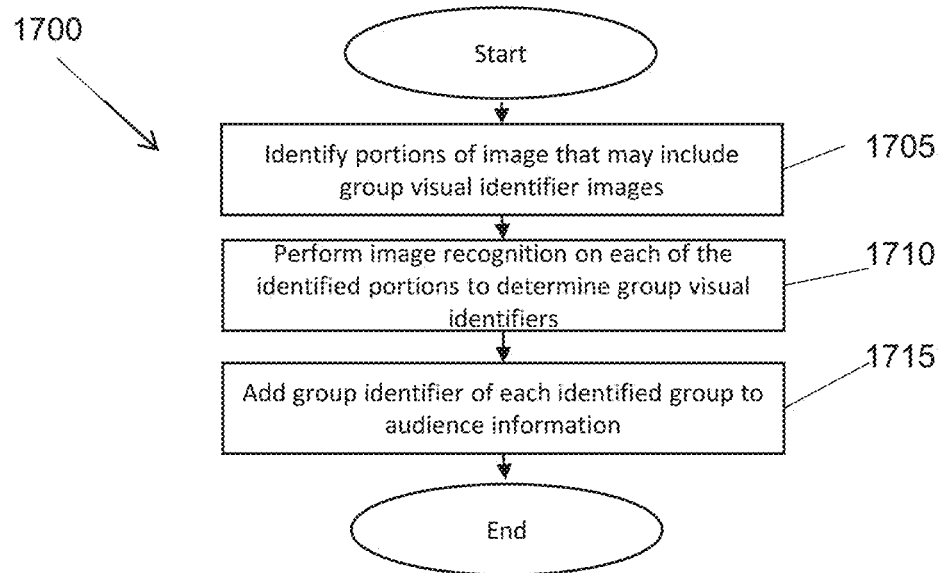 1700
Start
Identify portions of image that may include
group visual identifier images
1705
Perform image recognition on each of the
identified portions to determine group visual
identifiers
1710
Add group identifier of each identified group to
audience information
1715
End